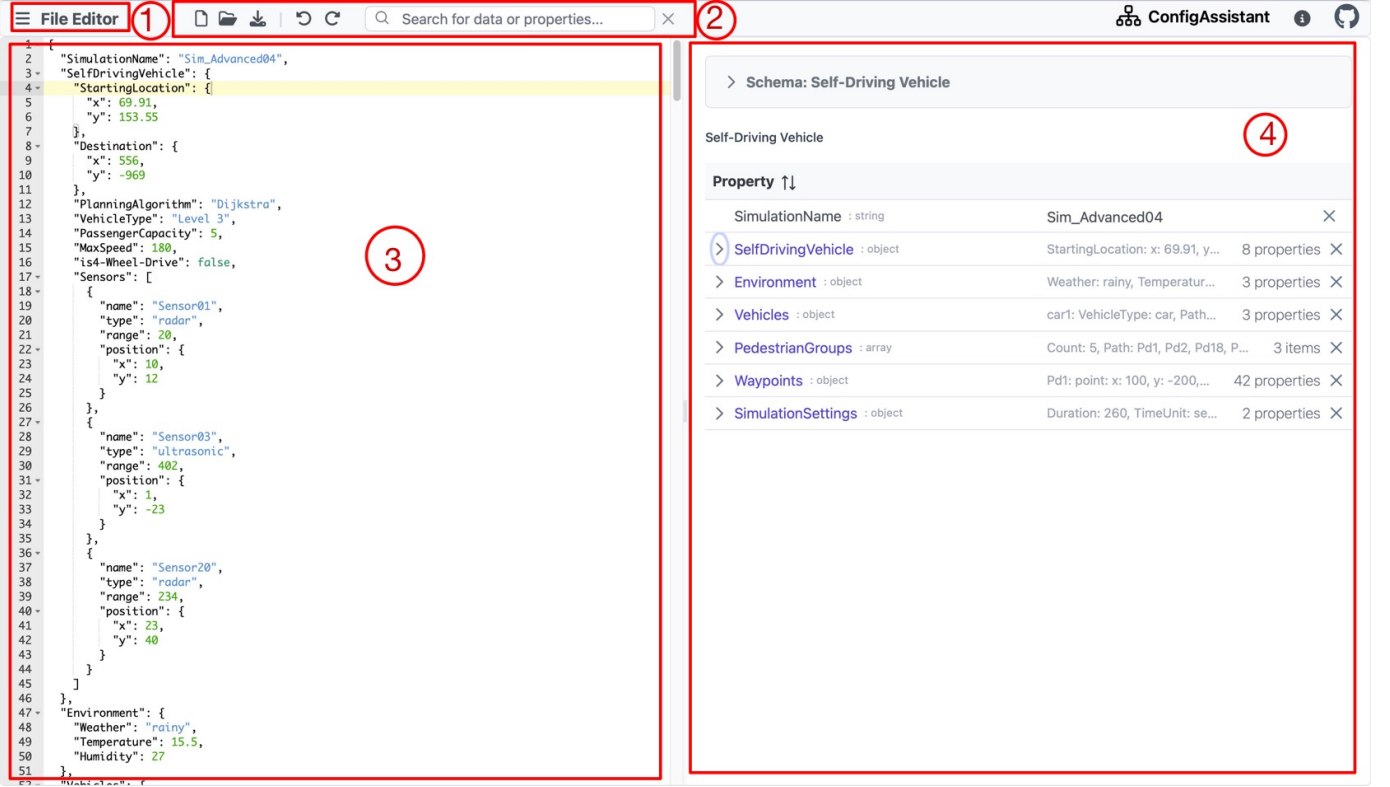 File Editor
1
Search for data or properties...
2
ConfigAssistant
1 {
2 "SimulationName": "Sim_Advanced04",
3 "SelfDrivingVehicle": {
4 "StartingLocation": {
5 "x": 69.91,
6 "y": 153.55
7 },
8 "Destination": {
9 "x": 556,
10 "y": -969
11 },
12 "PlanningAlgorithm": "Dijkstra",
13 "VehicleType": "Level 3",
14 "PassengerCapacity": 5,
15 "MaxSpeed": 180,
16 "is4-Wheel-Drive": false,
17 "Sensors": [
18 {
19 "name": "Sensor01",
20 "type": "radar",
21 "range": 20,
22 "position": {
23 "x": 10,
24 "y": 12
25 }
26 },
27 {
28 "name": "Sensor03",
29 "type": "ultrasonic",
30 "range": 402,
31 "position": {
32 "x": 1,
33 "y": -23
34 }
35 },
36 {
37 "name": "Sensor20",
38 "type": "radar",
39 "range": 234,
40 "position": {
41 "x": 23,
42 "y": 40
43 }
44 }
45 ]
46 },
47 "Environment": {
48 "Weather": "rainy",
49 "Temperature": 15.5,
50 "Humidity": 27
51 },
52 "Vehicles": {
3
Schema: Self-Driving Vehicle
4
Self-Driving Vehicle
Property
SimulationName : string Sim_Advanced04
SelfDrivingVehicle : object StartingLocation: x: 69.91, y... 8 properties
Environment : object Weather: rainy, Temperatur... 3 properties
Vehicles : object car1: VehicleType: car, Path... 3 properties
PedestrianGroups : array Count: 5, Path: Pd1, Pd2, Pd18, P... 3 items
Waypoints : object Pd1: point: x: 100, y: -200,... 42 properties
SimulationSettings : object Duration: 260, TimeUnit: se... 2 properties